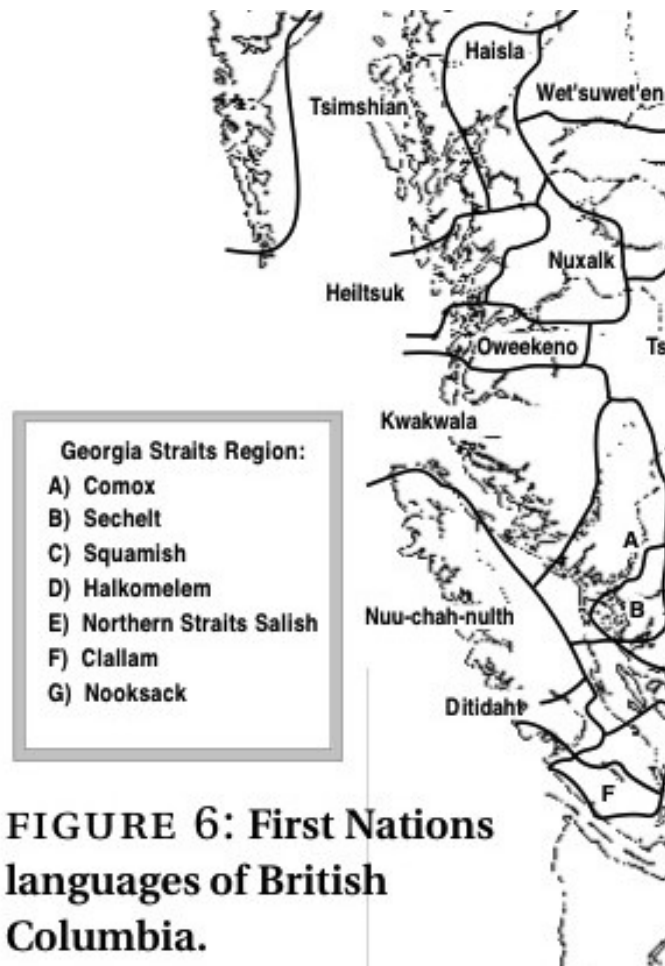 Haisla
Wet'suwet'en
Tsimshian
Nuxalk
Heiltsuk
Oweekeno
Ts
Kwakwala
Georgia Straits Region:
A) Comox
B) Sechelt
C) Squamish
D) Halkomelem
E) Northern Straits Salish
F) Clallam
G) Nooksack
A
B
Nuu-chah-nulth
Ditidaht
F
FIGURE 6: First Nations
languages of British
Columbia.